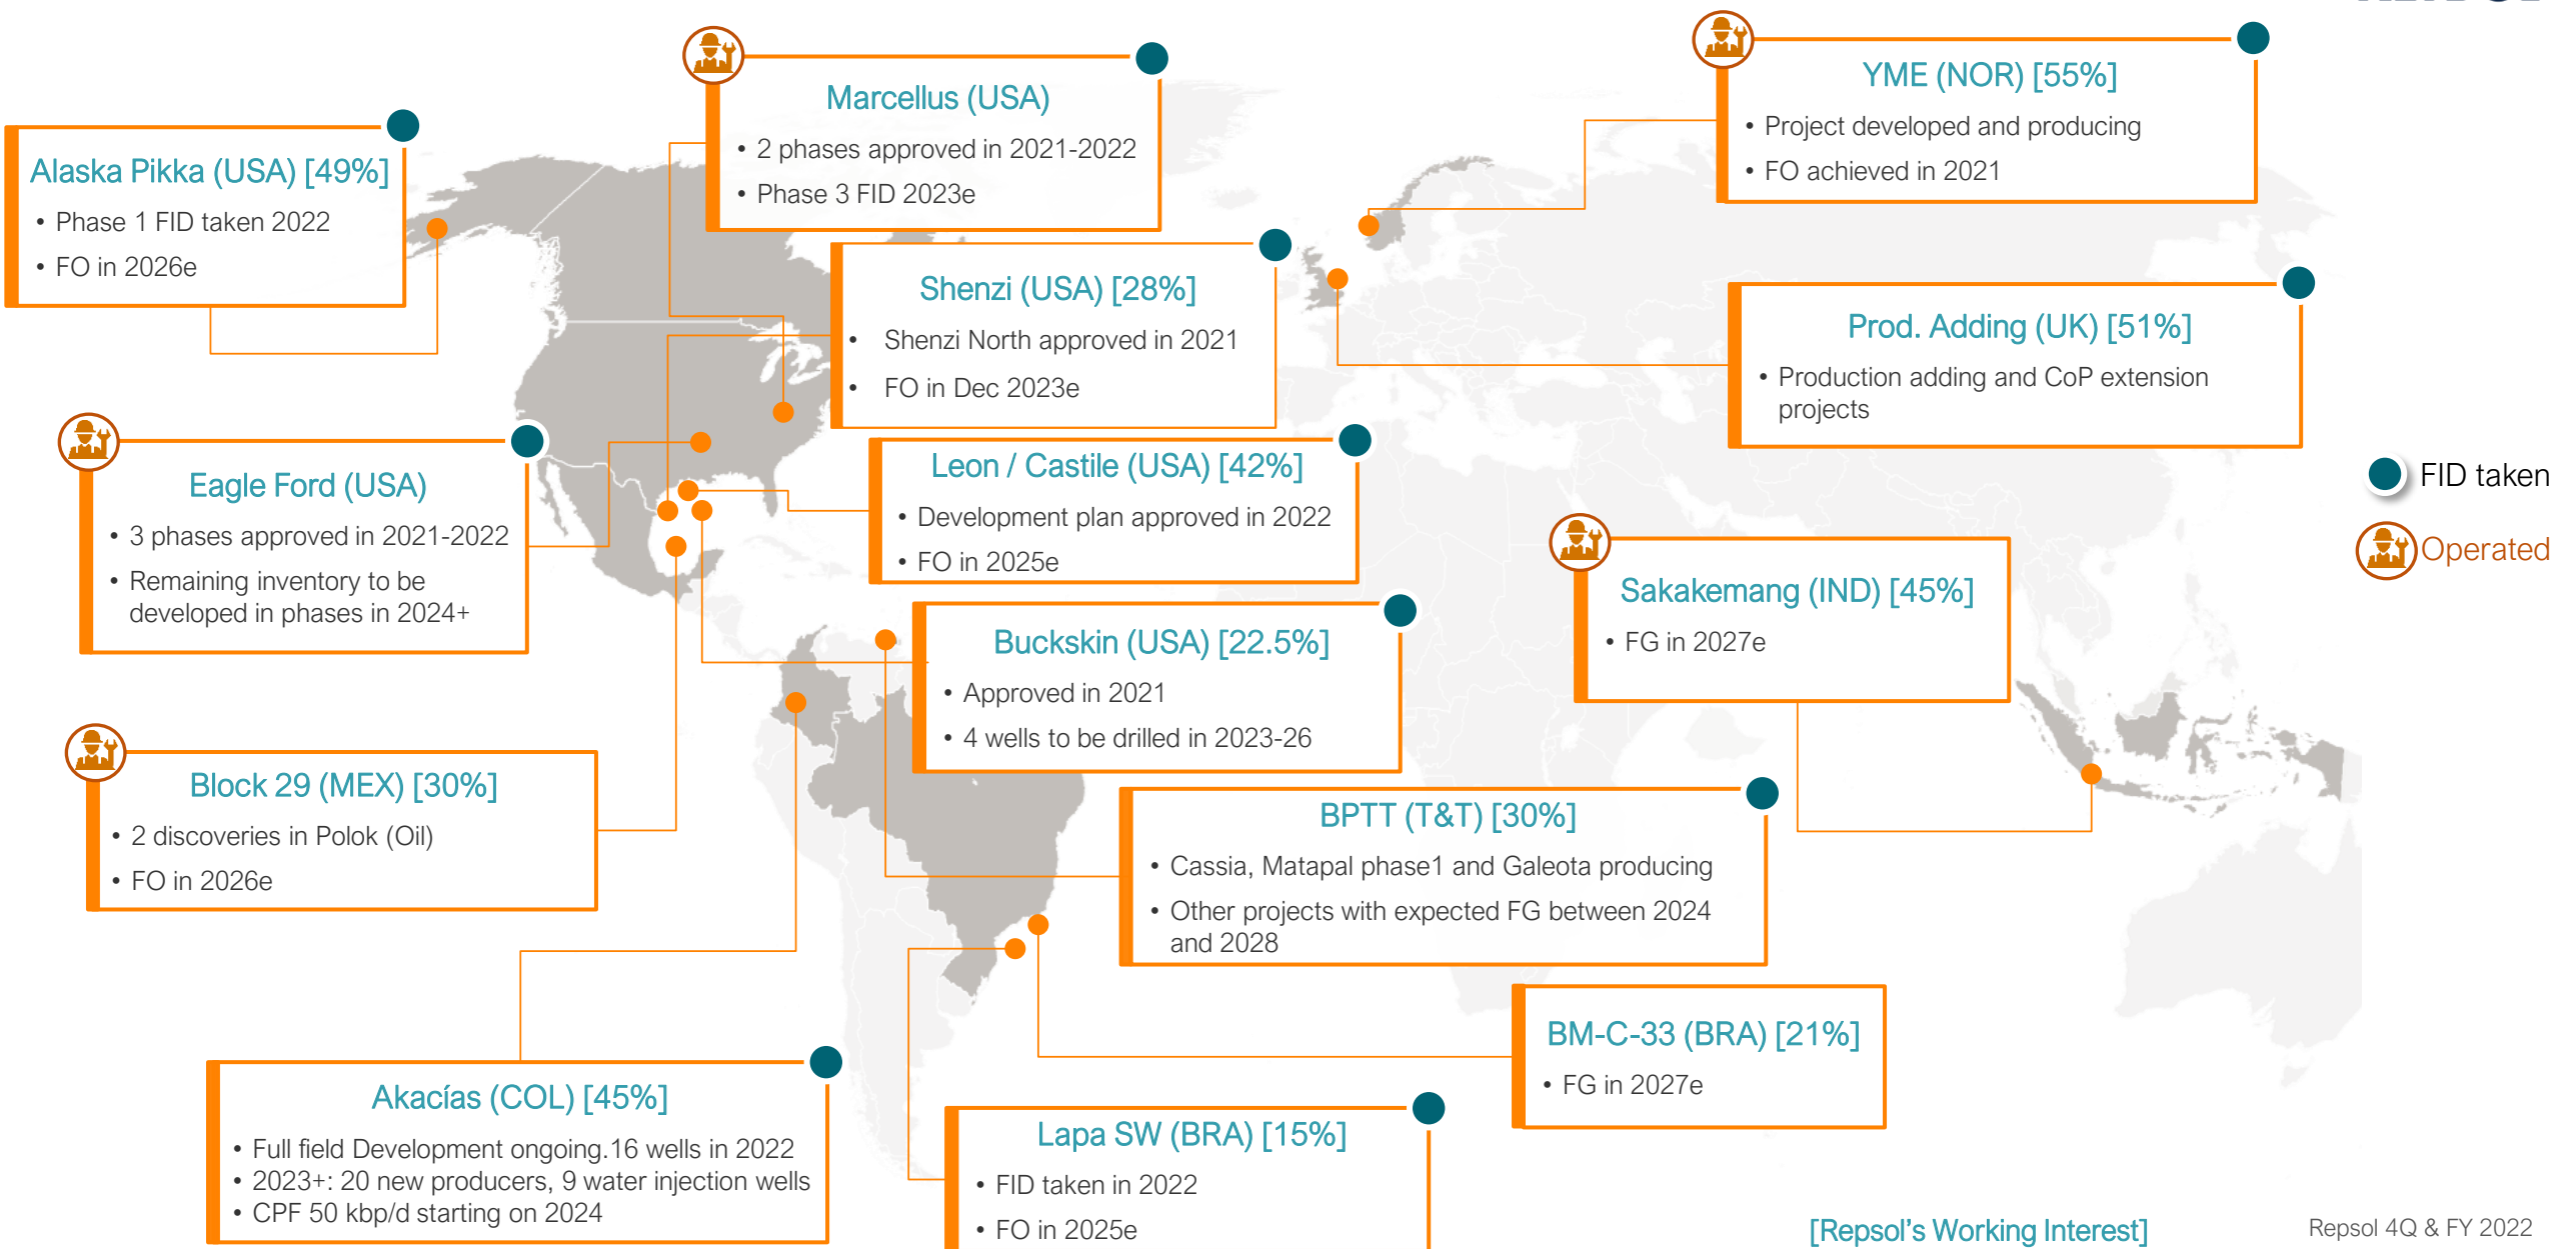 Marcellus (USA)
• 2 phases approved in 2021-2022
• Phase 3 FID 2023e
YME (NOR) [55%]
• Project developed and producing
• FO achieved in 2021
Alaska Pikka (USA) [49%]
• Phase 1 FID taken 2022
• FO in 2026e
Shenzi (USA) [28%]
• Shenzi North approved in 2021
• FO in Dec 2023e
Prod. Adding (UK) [51%]
• Production adding and CoP extension
projects
Eagle Ford (USA)
• 3 phases approved in 2021-2022
• Remaining inventory to be
developed in phases in 2024+
Leon / Castile (USA) [42%]
• Development plan approved in 2022
• FO in 2025e
FID taken
Operated
Sakakemang (IND) [45%]
• FG in 2027e
Buckskin (USA) [22.5%]
• Approved in 2021
• 4 wells to be drilled in 2023-26
Block 29 (MEX) [30%]
• 2 discoveries in Polok (Oil)
• FO in 2026e
BPTT (T&T) [30%]
• Cassia, Matapal phase1 and Galeota producing
• Other projects with expected FG between 2024
and 2028
BM-C-33 (BRA) [21%]
• FG in 2027e
Akacías (COL) [45%]
• Full field Development ongoing.16 wells in 2022
• 2023+: 20 new producers, 9 water injection wells
• CPF 50 kbp/d starting on 2024
Lapa SW (BRA) [15%]
• FID taken in 2022
• FO in 2025e
[Repsol's Working Interest]
Repsol 4Q & FY 2022